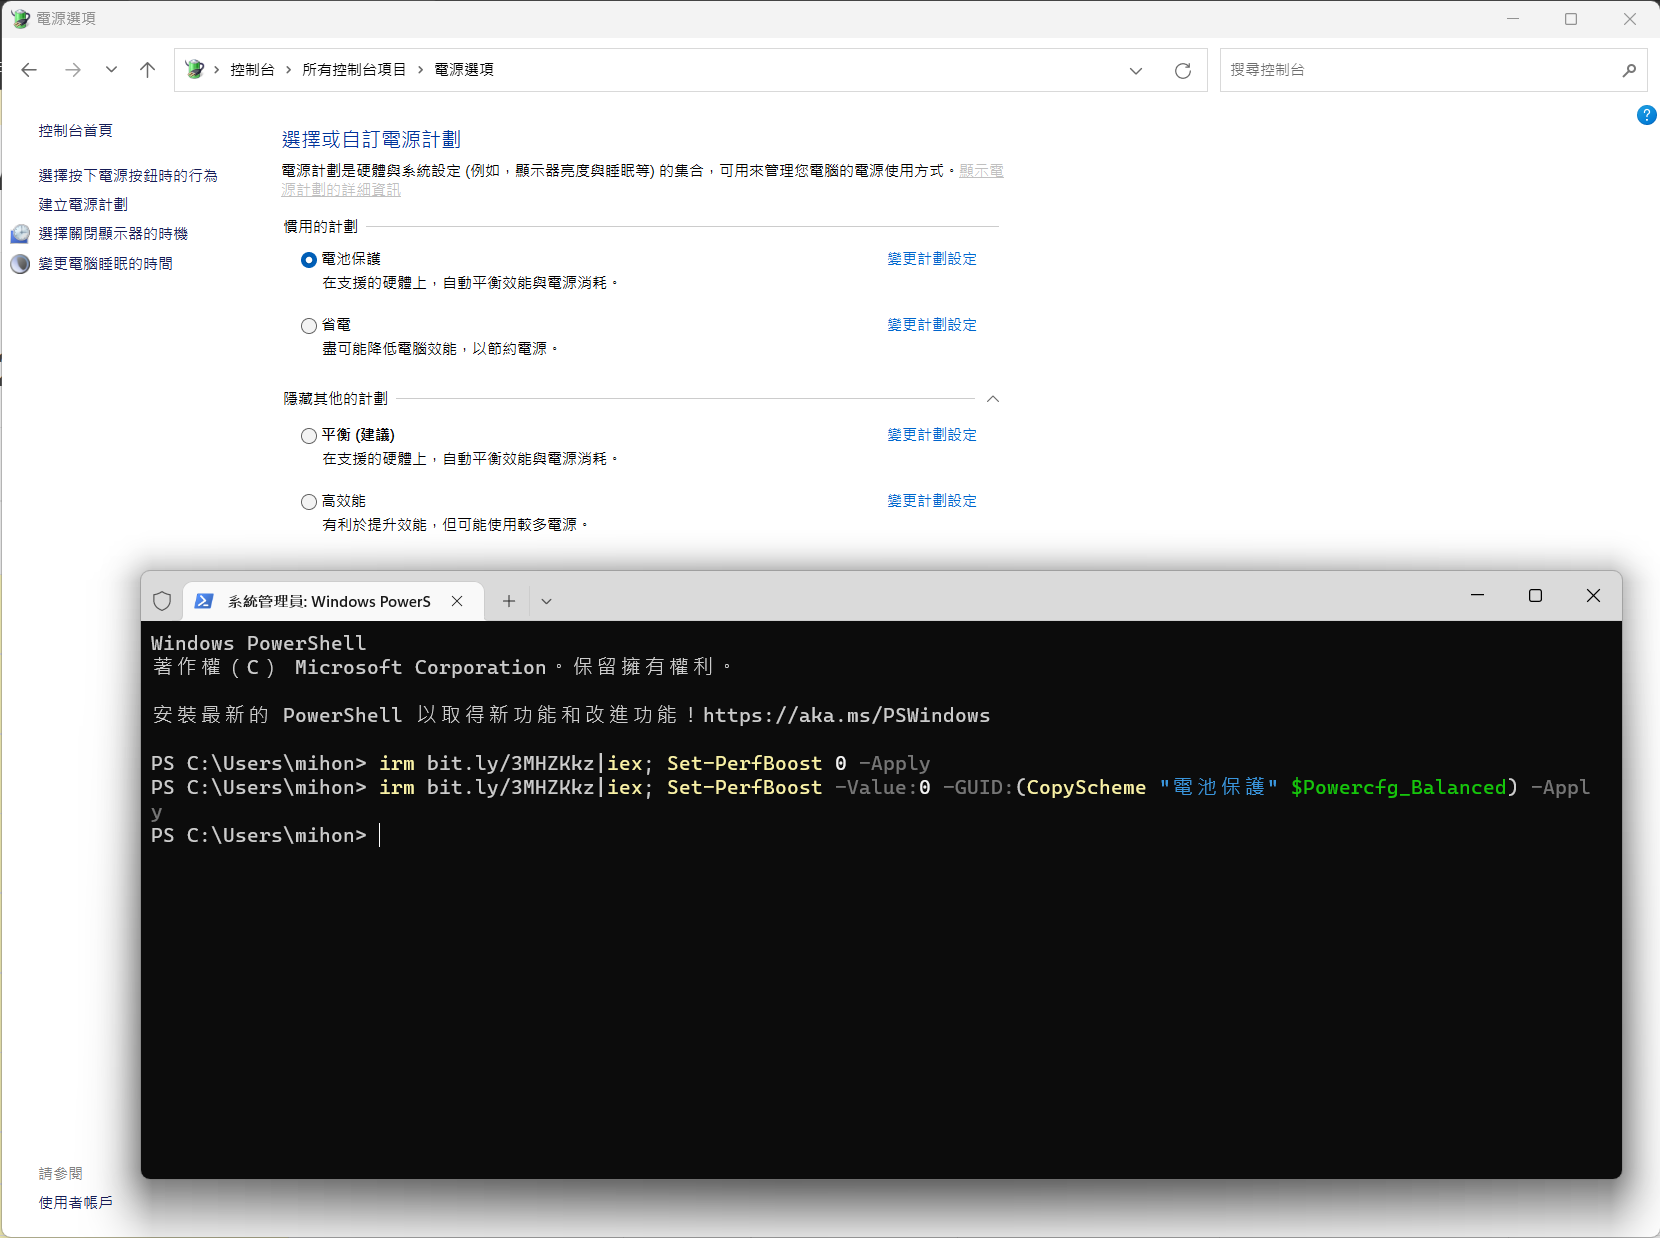 電源選項
控制台 › 所有控制台項目 › 電源選項
搜尋控制台
控制台首頁
選擇按下電源按鈕時的行為
建立電源計劃
選擇關閉顯示器的時機
變更電腦睡眠的時間
選擇或自訂電源計劃
電源計劃是硬體與系統設定 (例如，顯示器亮度與睡眠等) 的集合，可用來管理您電腦的電源使用方式。顯示電
源計劃的詳細資訊
慣用的計劃
電池保護 變更計劃設定
在支援的硬體上，自動平衡效能與電源消耗。
省電 變更計劃設定
盡可能降低電腦效能，以節約電源。
隱藏其他的計劃
平衡 (建議) 變更計劃設定
在支援的硬體上，自動平衡效能與電源消耗。
高效能 變更計劃設定
有利於提升效能，但可能使用較多電源。
系統管理員: Windows PowerS
Windows PowerShell
著作權（C） Microsoft Corporation。保留擁有權利。
安裝最新的 PowerShell 以取得新功能和改進功能！https://aka.ms/PSWindows
PS C:\Users\mihon> irm bit.ly/3MHZKkz|iex; Set-PerfBoost 0 -Apply
PS C:\Users\mihon> irm bit.ly/3MHZKkz|iex; Set-PerfBoost -Value:0 -GUID:(CopyScheme "電池保護" $Powercfg_Balanced) -Appl
y
PS C:\Users\mihon>
請參閱
使用者帳戶